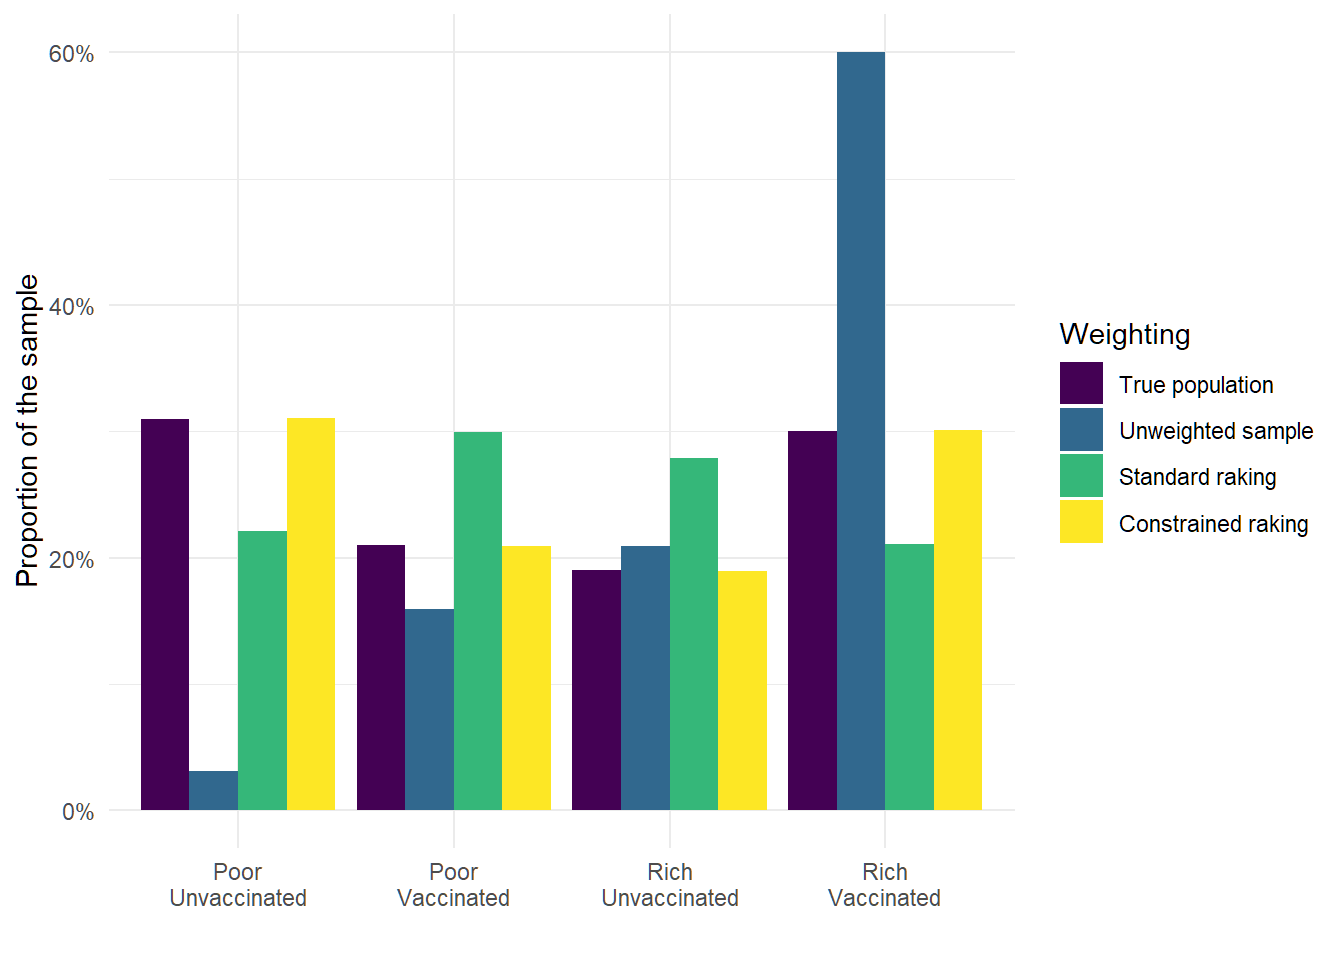 Proportion of the sample
60%
40%
20%
0%
Poor
Unvaccinated
Poor
Vaccinated
Rich
Unvaccinated
Rich
Vaccinated
Weighting
True population
Unweighted sample
Standard raking
Constrained raking